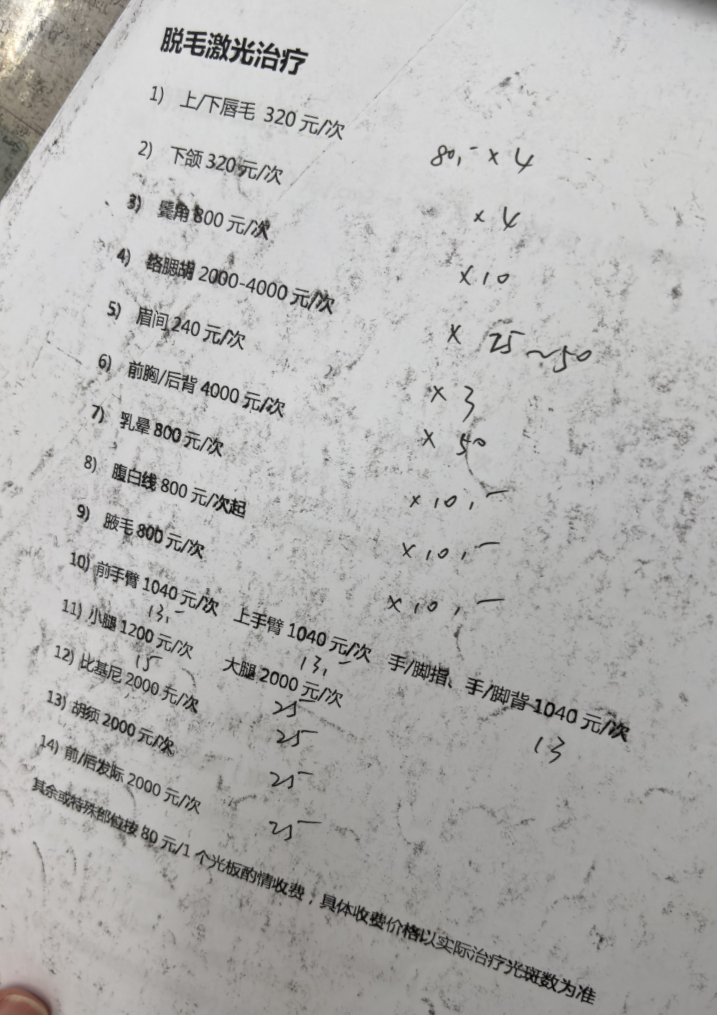 脱毛激光治疗
1) 上/下唇毛 320 元/次
80,- × 4
2) 下颌 320 元/次
× 4
3) 鬓角 800 元/次
× 10
4) 络腮胡 2000-4000 元/次
× 25~50
5) 眉间 240 元/次
× 3
6) 前胸/后背 4000 元/次
× 50
7) 乳晕 800 元/次
× 10,-
8) 腹白线 800 元/次起
× 10,-
9) 腋毛 800 元/次
× 10,-
10) 前手臂 1040 元/次 上手臂 1040 元/次 手/脚指、手/脚背 1040 元/次
13,- 13,- 13
11) 小腿 1200 元/次 大腿 2000 元/次
15 25
12) 比基尼 2000 元/次
25
13) 胡须 2000 元/次
25
14) 前/后发际 2000 元/次
25
其余或特殊部位按 80 元/1 个光板酌情收费，具体收费价格以实际治疗光斑数为准